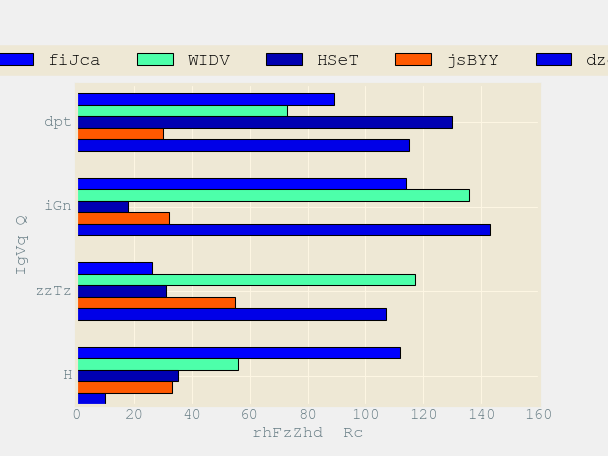 fiJca WIDV HSeT jsBYY
dpt
iGn
zzTz
H
IgVq Q
0 20 40 60 80 100 120 140 160
rhFzZhd Rc